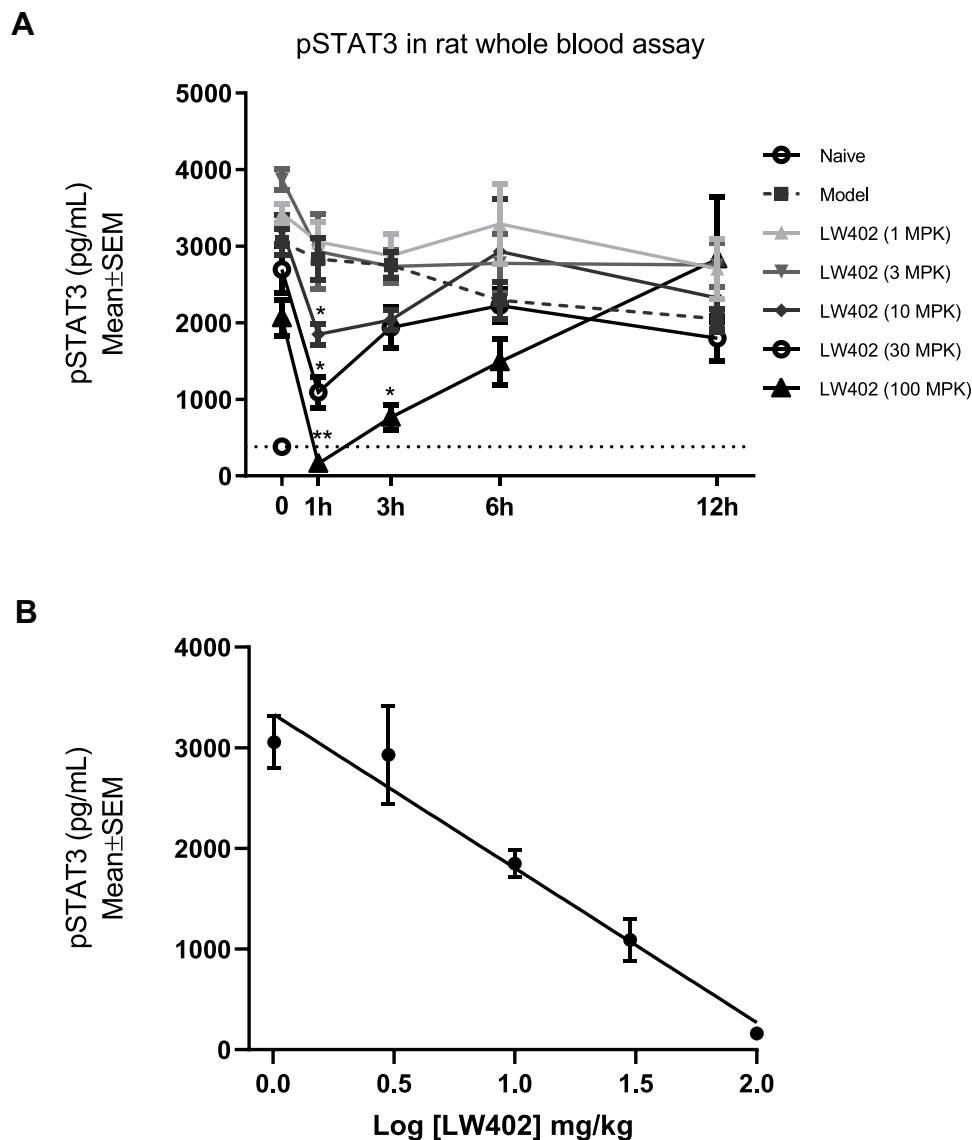 A
pSTAT3 in rat whole blood assay
pSTAT3 (pg/mL)
Mean±SEM
5000
4000
3000
2000
1000
0
*
*
**
*
0 1h 3h 6h 12h
Naive
Model
LW402 (1 MPK)
LW402 (3 MPK)
LW402 (10 MPK)
LW402 (30 MPK)
LW402 (100 MPK)
B
pSTAT3 (pg/mL)
Mean±SEM
4000
3000
2000
1000
0
0.0 0.5 1.0 1.5 2.0
Log [LW402] mg/kg